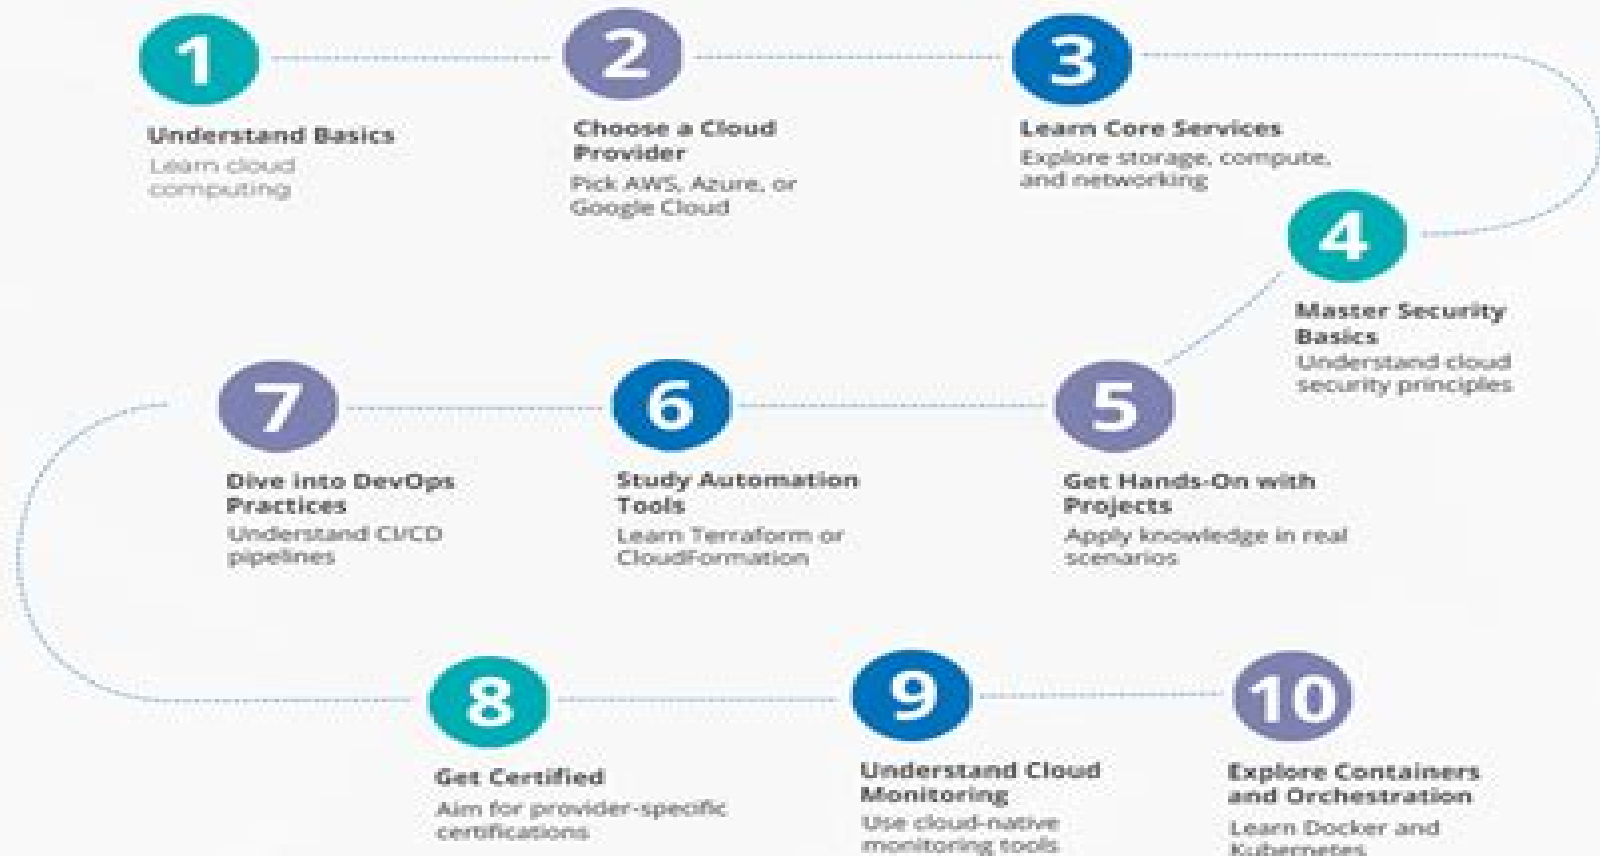 1
Understand Basics
Learn cloud
computing
2
Choose a Cloud
Provider
Pick AWS, Azure, or
Google Cloud
3
Learn Core Services
Explore storage, compute,
and networking
4
Master Security
Basics
Understand cloud
security principles
5
Get Hands-On with
Projects
Apply knowledge in real
scenarios
6
Study Automation
Tools
Learn Terraform or
CloudFormation
7
Dive into DevOps
Practices
Understand CI/CD
pipelines
8
Get Certified
Aim for provider-specific
certifications
9
Understand Cloud
Monitoring
Use cloud-native
monitoring tools
10
Explore Containers
and Orchestration
Learn Docker and
Kubernetes